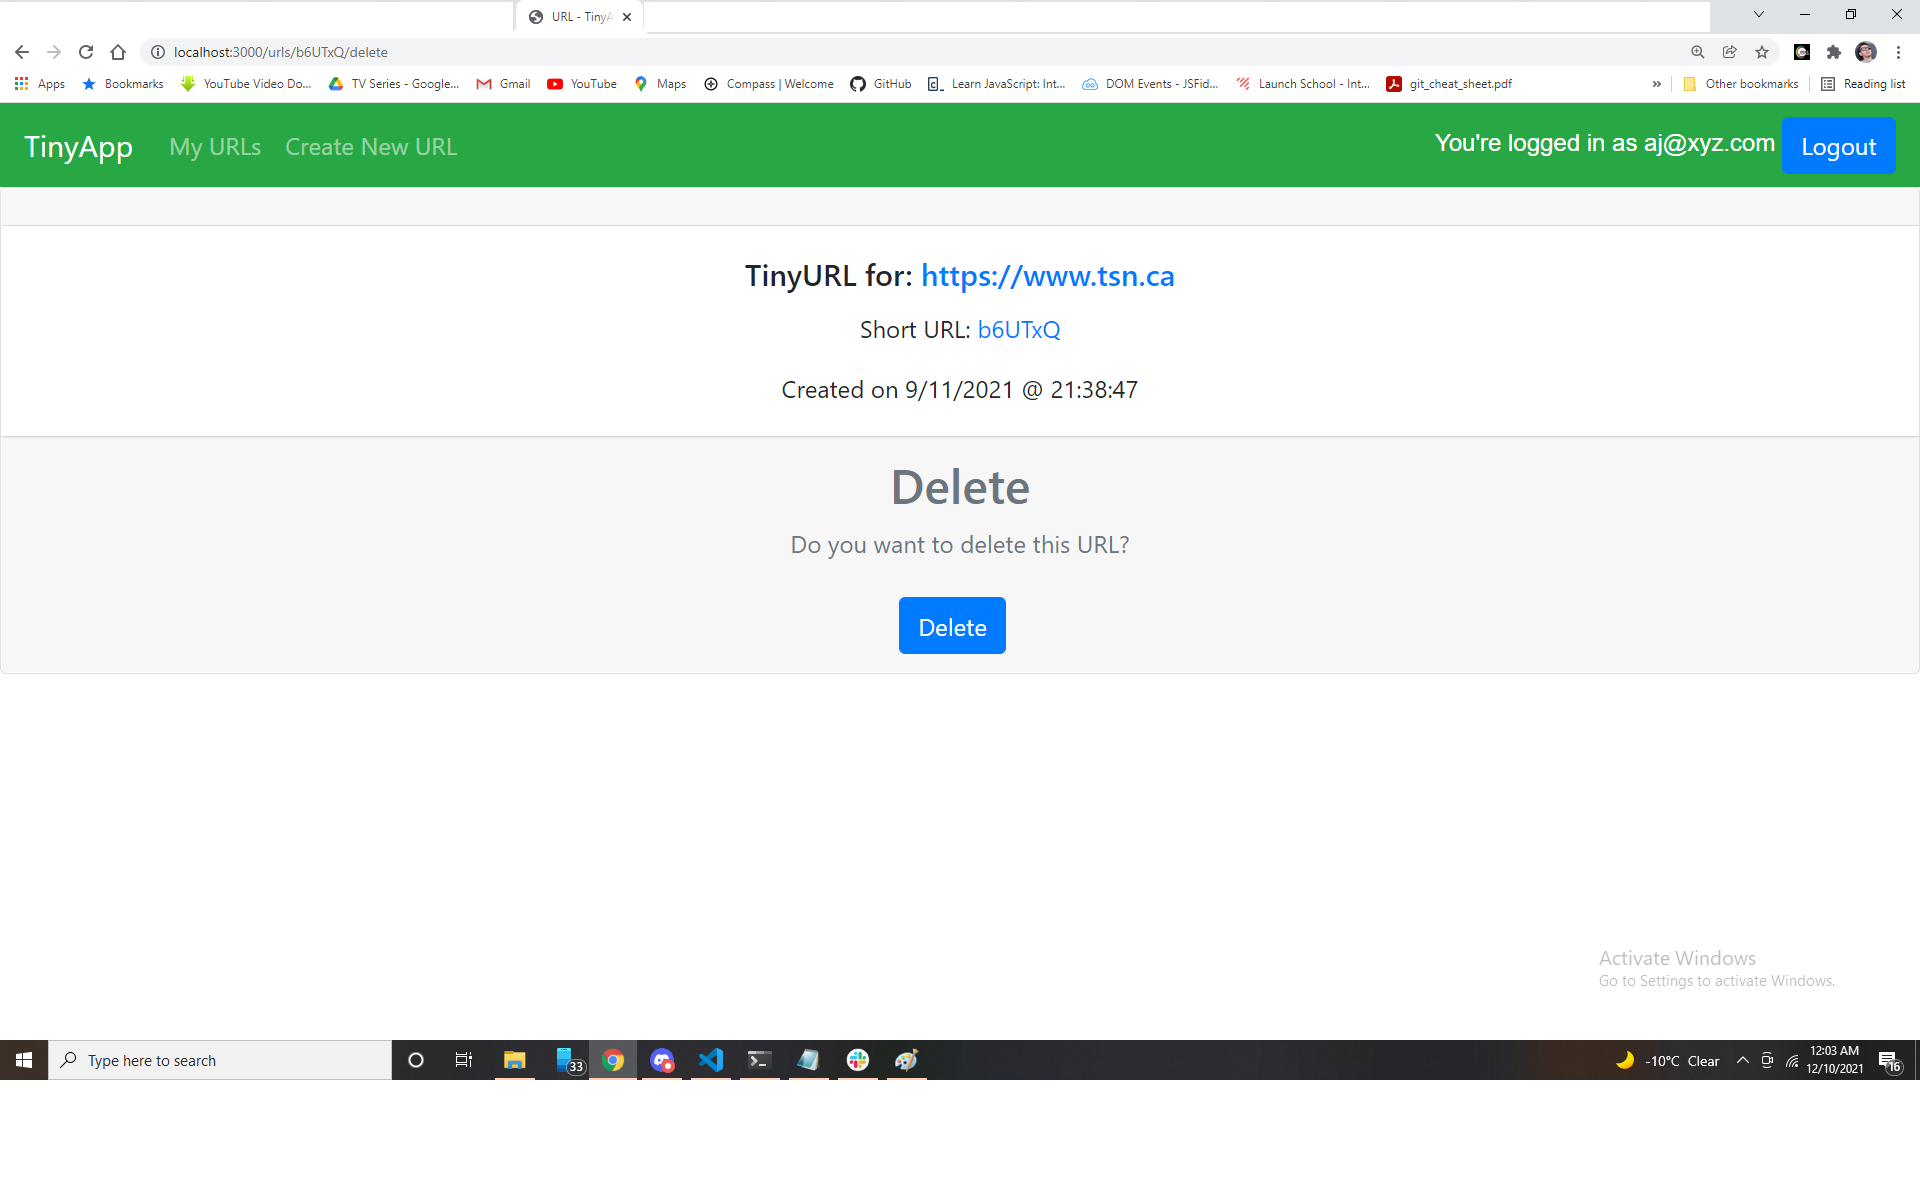 URL - TinyA
localhost:3000/urls/b6UTxQ/delete
Apps Bookmarks YouTube Video Do... TV Series - Google... Gmail YouTube Maps Compass | Welcome GitHub Learn JavaScript: Int... DOM Events - JSFid... Launch School - Int... git_cheat_sheet.pdf » Other bookmarks Reading list
TinyApp My URLs Create New URL You're logged in as aj@xyz.com Logout
TinyURL for: https://www.tsn.ca
Short URL: b6UTxQ
Created on 9/11/2021 @ 21:38:47
Delete
Do you want to delete this URL?
Delete
Activate Windows
Go to Settings to activate Windows.
Type here to search 33 -10°C Clear 12:03 AM
12/10/2021 16